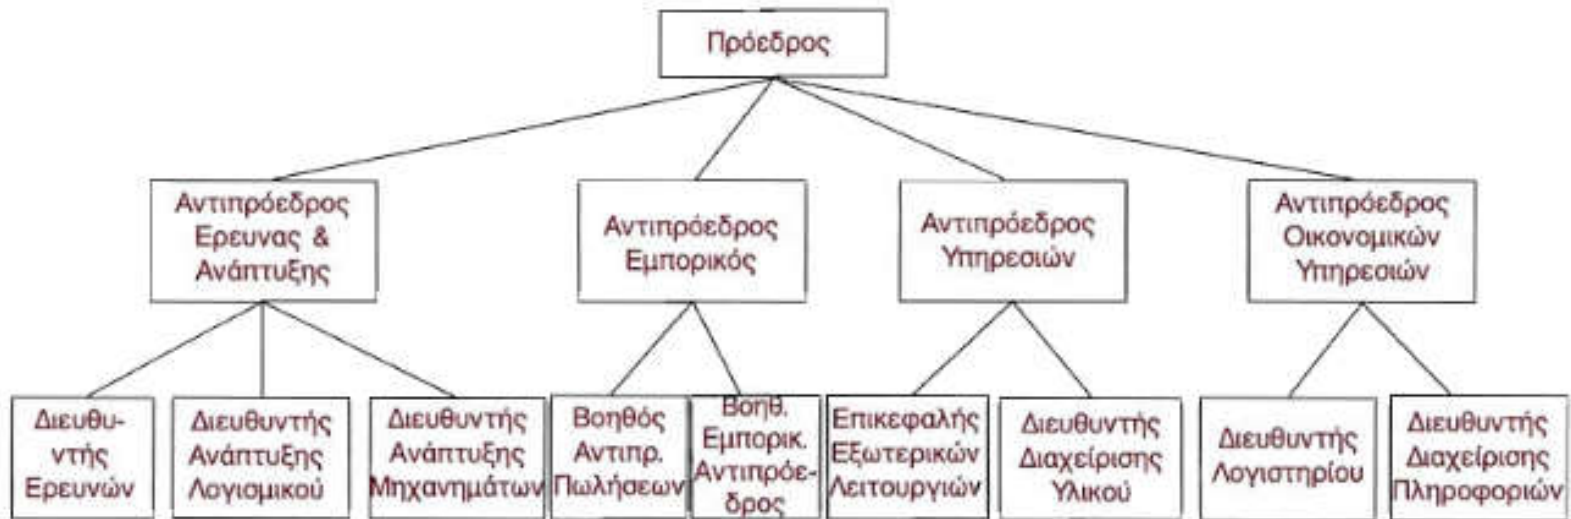 Πρόεδρος
Αντιπρόεδρος
Ερευνας &
Ανάπτυξης
Αντιπρόεδρος
Εμπορικός
Αντιπρόεδρος
Υπηρεσιών
Αντιπρόεδρος
Οικονομικών
Υπηρεσιών
Διευθυ-
ντής
Ερευνών
Διευθυντής
Ανάπτυξης
Λογισμικού
Διευθυντής
Ανάπτυξης
Μηχανημάτων
Βοηθός
Αντιπρ.
Πωλήσεων
Βοηθ.
Εμπορικ.
Αντιπρόε-
δρος
Επικεφαλής
Εξωτερικών
Λειτουργιών
Διευθυντής
Διαχείρισης
Υλικού
Διευθυντής
Λογιστηρίου
Διευθυντής
Διαχείρισης
Πληροφοριών